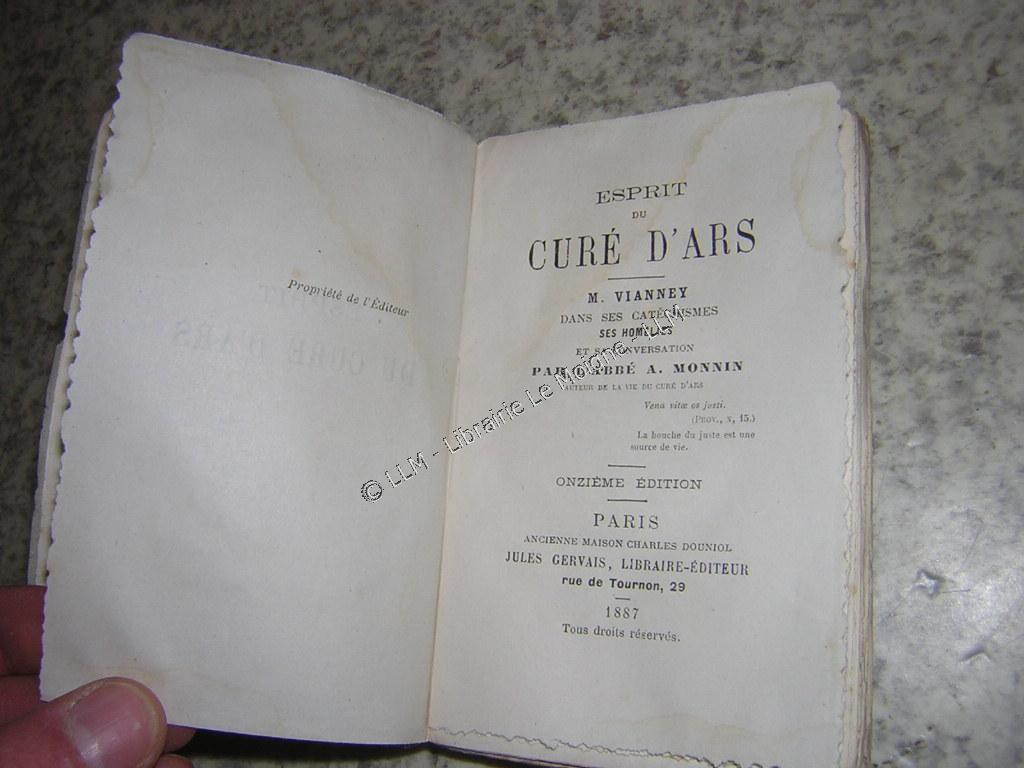 Propriété de l'Éditeur
ESPRIT
DU
CURÉ D'ARS
M. VIANNEY
DANS SES CATÉCHISMES
SES HOMÉLIES
ET SA CONVERSATION
PAR L'ABBÉ A. MONNIN
AUTEUR DE LA VIE DU CURÉ D'ARS
Vena vitæ os justi.
(PROV., X, 15.)
La bouche du juste est une
source de vie.
ONZIÈME ÉDITION
PARIS
ANCIENNE MAISON CHARLES DOUNIOL
JULES GERVAIS, LIBRAIRE-ÉDITEUR
rue de Tournon, 29
1887
Tous droits réservés.
© LLM - Librairie Le Moigne - LLM